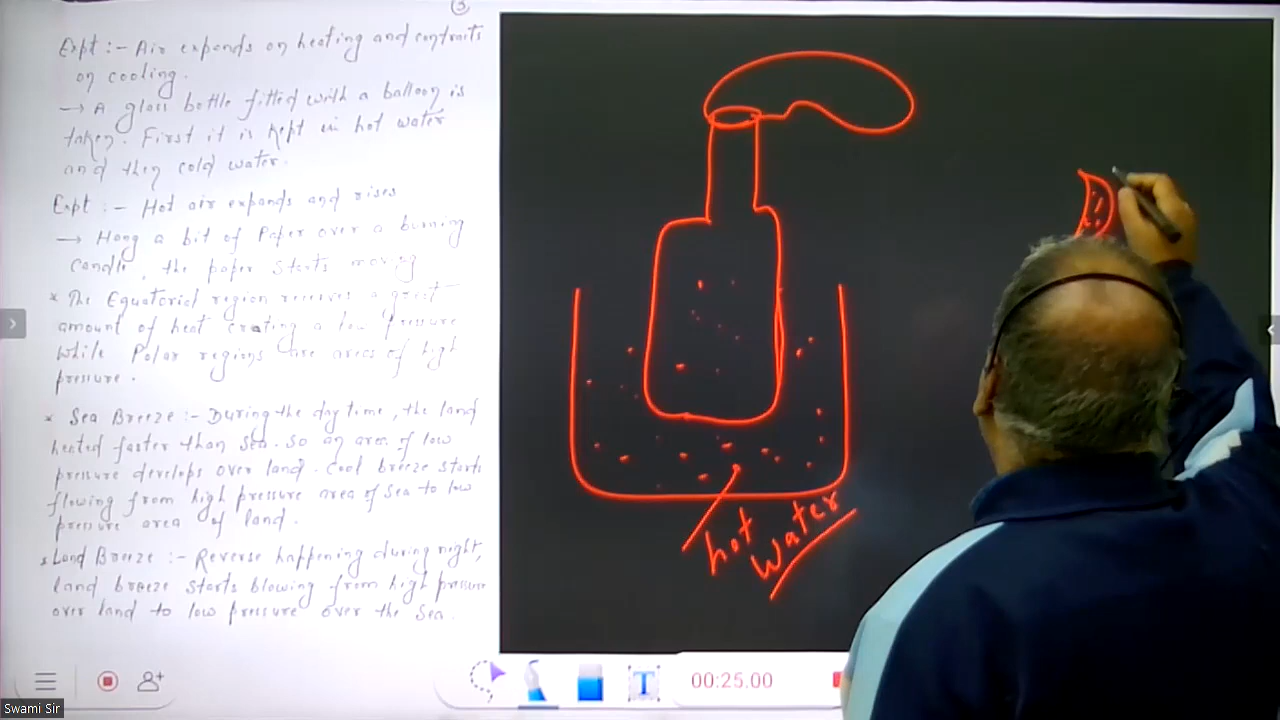 ③
Expt :- Air expands on heating and contracts
on cooling.
→ A glass bottle fitted with a balloon is
taken. First it is kept in hot water
and then cold water.
Expt :- Hot air expands and rises
→ Hang a bit of Paper over a burning
Candle, the paper starts moving
* The Equatorial region receives a great
amount of heat creating a low pressure
while Polar regions are areas of high
pressure.
* Sea Breeze :- During the day time, the land
heated faster than sea. So an area of low
pressure develops over land. Cool breeze starts
flowing from high pressure area of sea to low
pressure area of land.
* Land Breeze :- Reverse happening during night,
land breeze starts blowing from high pressure
over land to low pressure over the Sea.
hot
water
T
00:25.00
Swami Sir